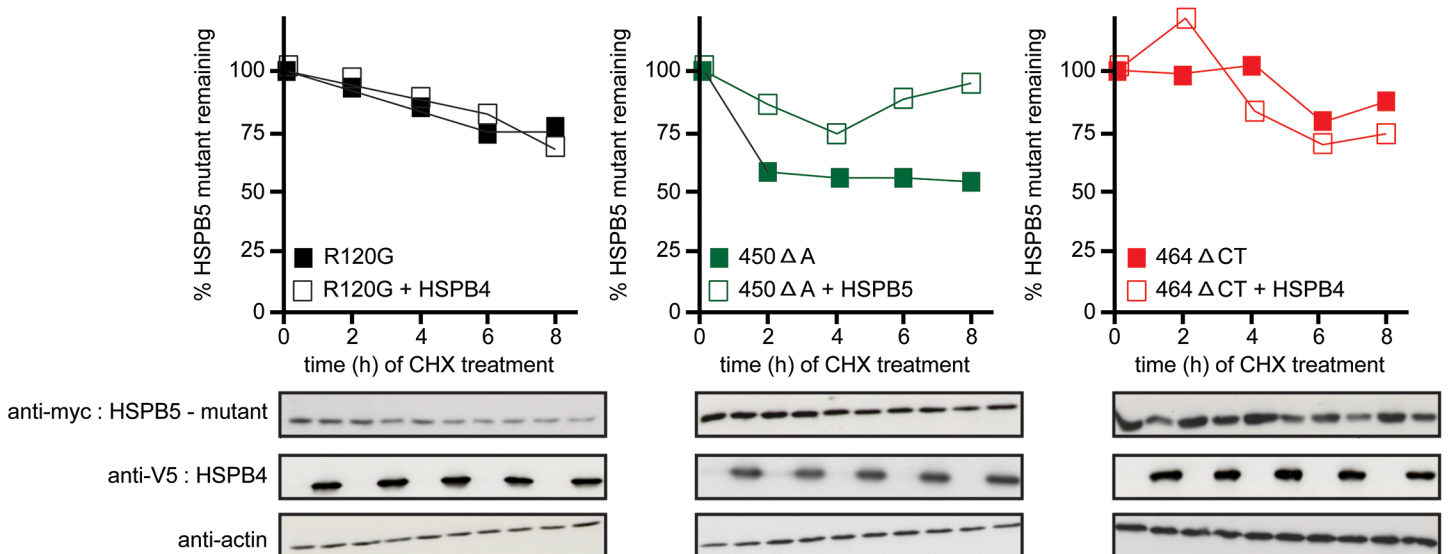 % HSPB5 mutant remaining
100
75
50
25
0
R120G
R120G + HSPB4
0 2 4 6 8
time (h) of CHX treatment
% HSPB5 mutant remaining
100
75
50
25
0
450 Δ A
450 Δ A + HSPB5
0 2 4 6 8
time (h) of CHX treatment
% HSPB5 mutant remaining
100
75
50
25
0
464 Δ CT
464 Δ CT + HSPB4
0 2 4 6 8
time (h) of CHX treatment
anti-myc : HSPB5 - mutant
anti-V5 : HSPB4
anti-actin